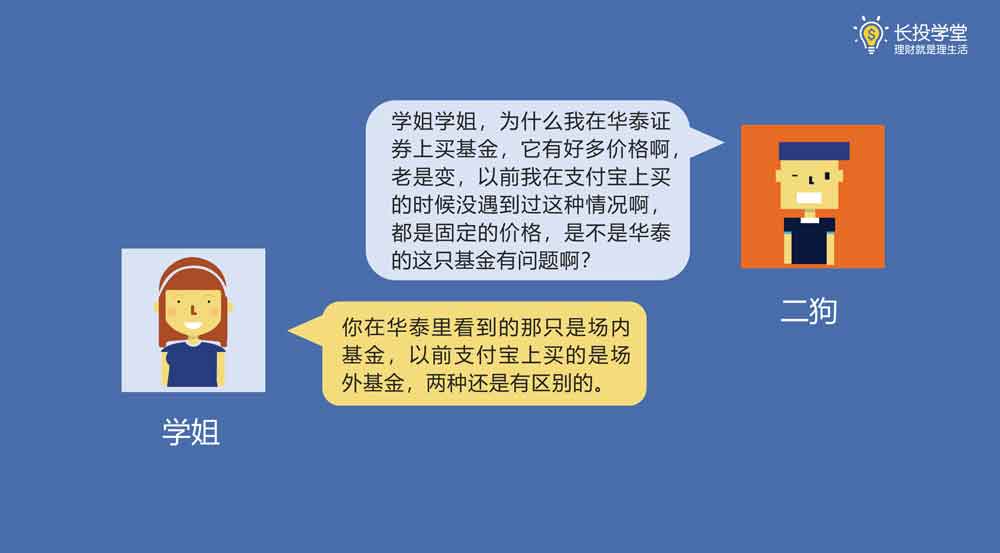 长投学堂
理财就是理生活
学姐学姐，为什么我在华泰证
券上买基金，它有好多价格啊，
老是变，以前我在支付宝上买
的时候没遇到过这种情况啊，
都是固定的价格，是不是华泰
的这只基金有问题啊？
二狗
你在华泰里看到的那只是场内
基金，以前支付宝上买的是场
外基金，两种还是有区别的。
学姐